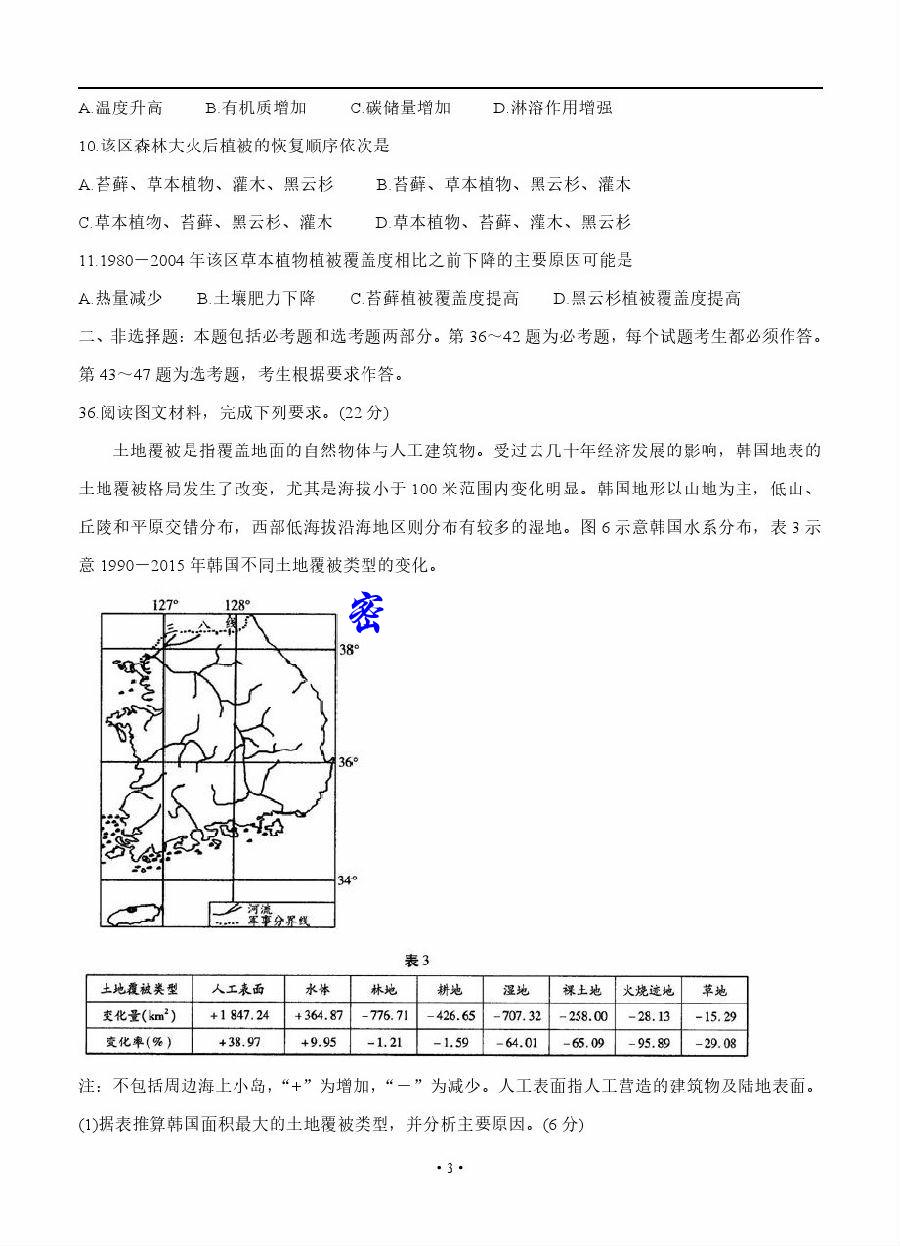 A.温度升高 B.有机质增加 C.碳储量增加 D.淋溶作用增强
10.该区森林大火后植被的恢复顺序依次是
A.苔藓、草本植物、灌木、黑云杉 B.苔藓、草本植物、黑云杉、灌木
C.草本植物、苔藓、黑云杉、灌木 D.草本植物、苔藓、灌木、黑云杉
11.1980－2004 年该区草本植物植被覆盖度相比之前下降的主要原因可能是
A.热量减少 B.土壤肥力下降 C.苔藓植被覆盖度提高 D.黑云杉植被覆盖度提高
二、非选择题：本题包括必考题和选考题两部分。第 36～42 题为必考题，每个试题考生都必须作答。
第 43～47 题为选考题，考生根据要求作答。
36.阅读图文材料，完成下列要求。(22 分)
土地覆被是指覆盖地面的自然物体与人工建筑物。受过去几十年经济发展的影响，韩国地表的
土地覆被格局发生了改变，尤其是海拔小于 100 米范围内变化明显。韩国地形以山地为主，低山、
丘陵和平原交错分布，西部低海拔沿海地区则分布有较多的湿地。图 6 示意韩国水系分布，表 3 示
意 1990－2015 年韩国不同土地覆被类型的变化。
127° 128°
密
三 八 线
38°
36°
34°
河流
军事分界线
表 3
土地覆被类型 人工表面 水体 林地 耕地 湿地 裸土地 火烧迹地 草地
变化量(km²) +1 847.24 +364.87 -776.71 -426.65 -707.32 -258.00 -28.13 -15.29
变化率(%) +38.97 +9.95 -1.21 -1.59 -64.01 -65.09 -95.89 -29.08
注：不包括周边海上小岛，“+”为增加，“－”为减少。人工表面指人工营造的建筑物及陆地表面。
(1)据表推算韩国面积最大的土地覆被类型，并分析主要原因。(6 分)
· 3 ·